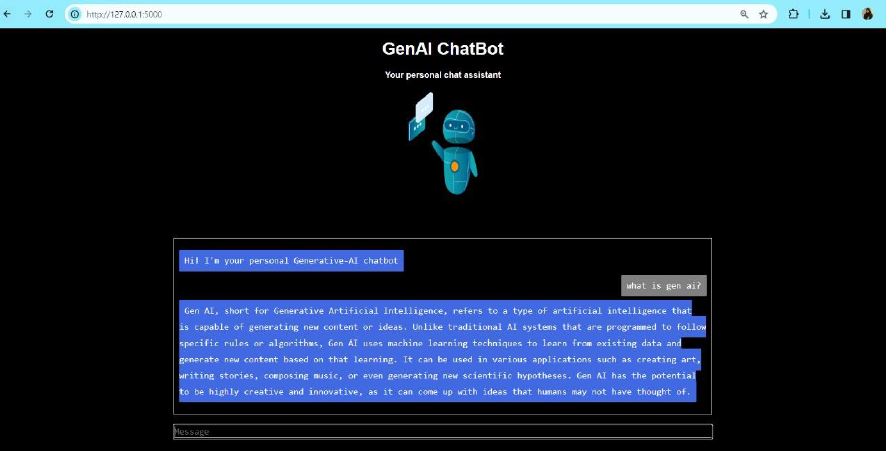 http://127.0.0.1:5000
GenAI ChatBot
Your personal chat assistant
Hi! I'm your personal Generative-AI chatbot
what is gen ai?
Gen AI, short for Generative Artificial Intelligence, refers to a type of artificial intelligence that
is capable of generating new content or ideas. Unlike traditional AI systems that are programmed to follow
specific rules or algorithms, Gen AI uses machine learning techniques to learn from existing data and
generate new content based on that learning. It can be used in various applications such as creating art,
writing stories, composing music, or even generating new scientific hypotheses. Gen AI has the potential
to be highly creative and innovative, as it can come up with ideas that humans may not have thought of.
Message